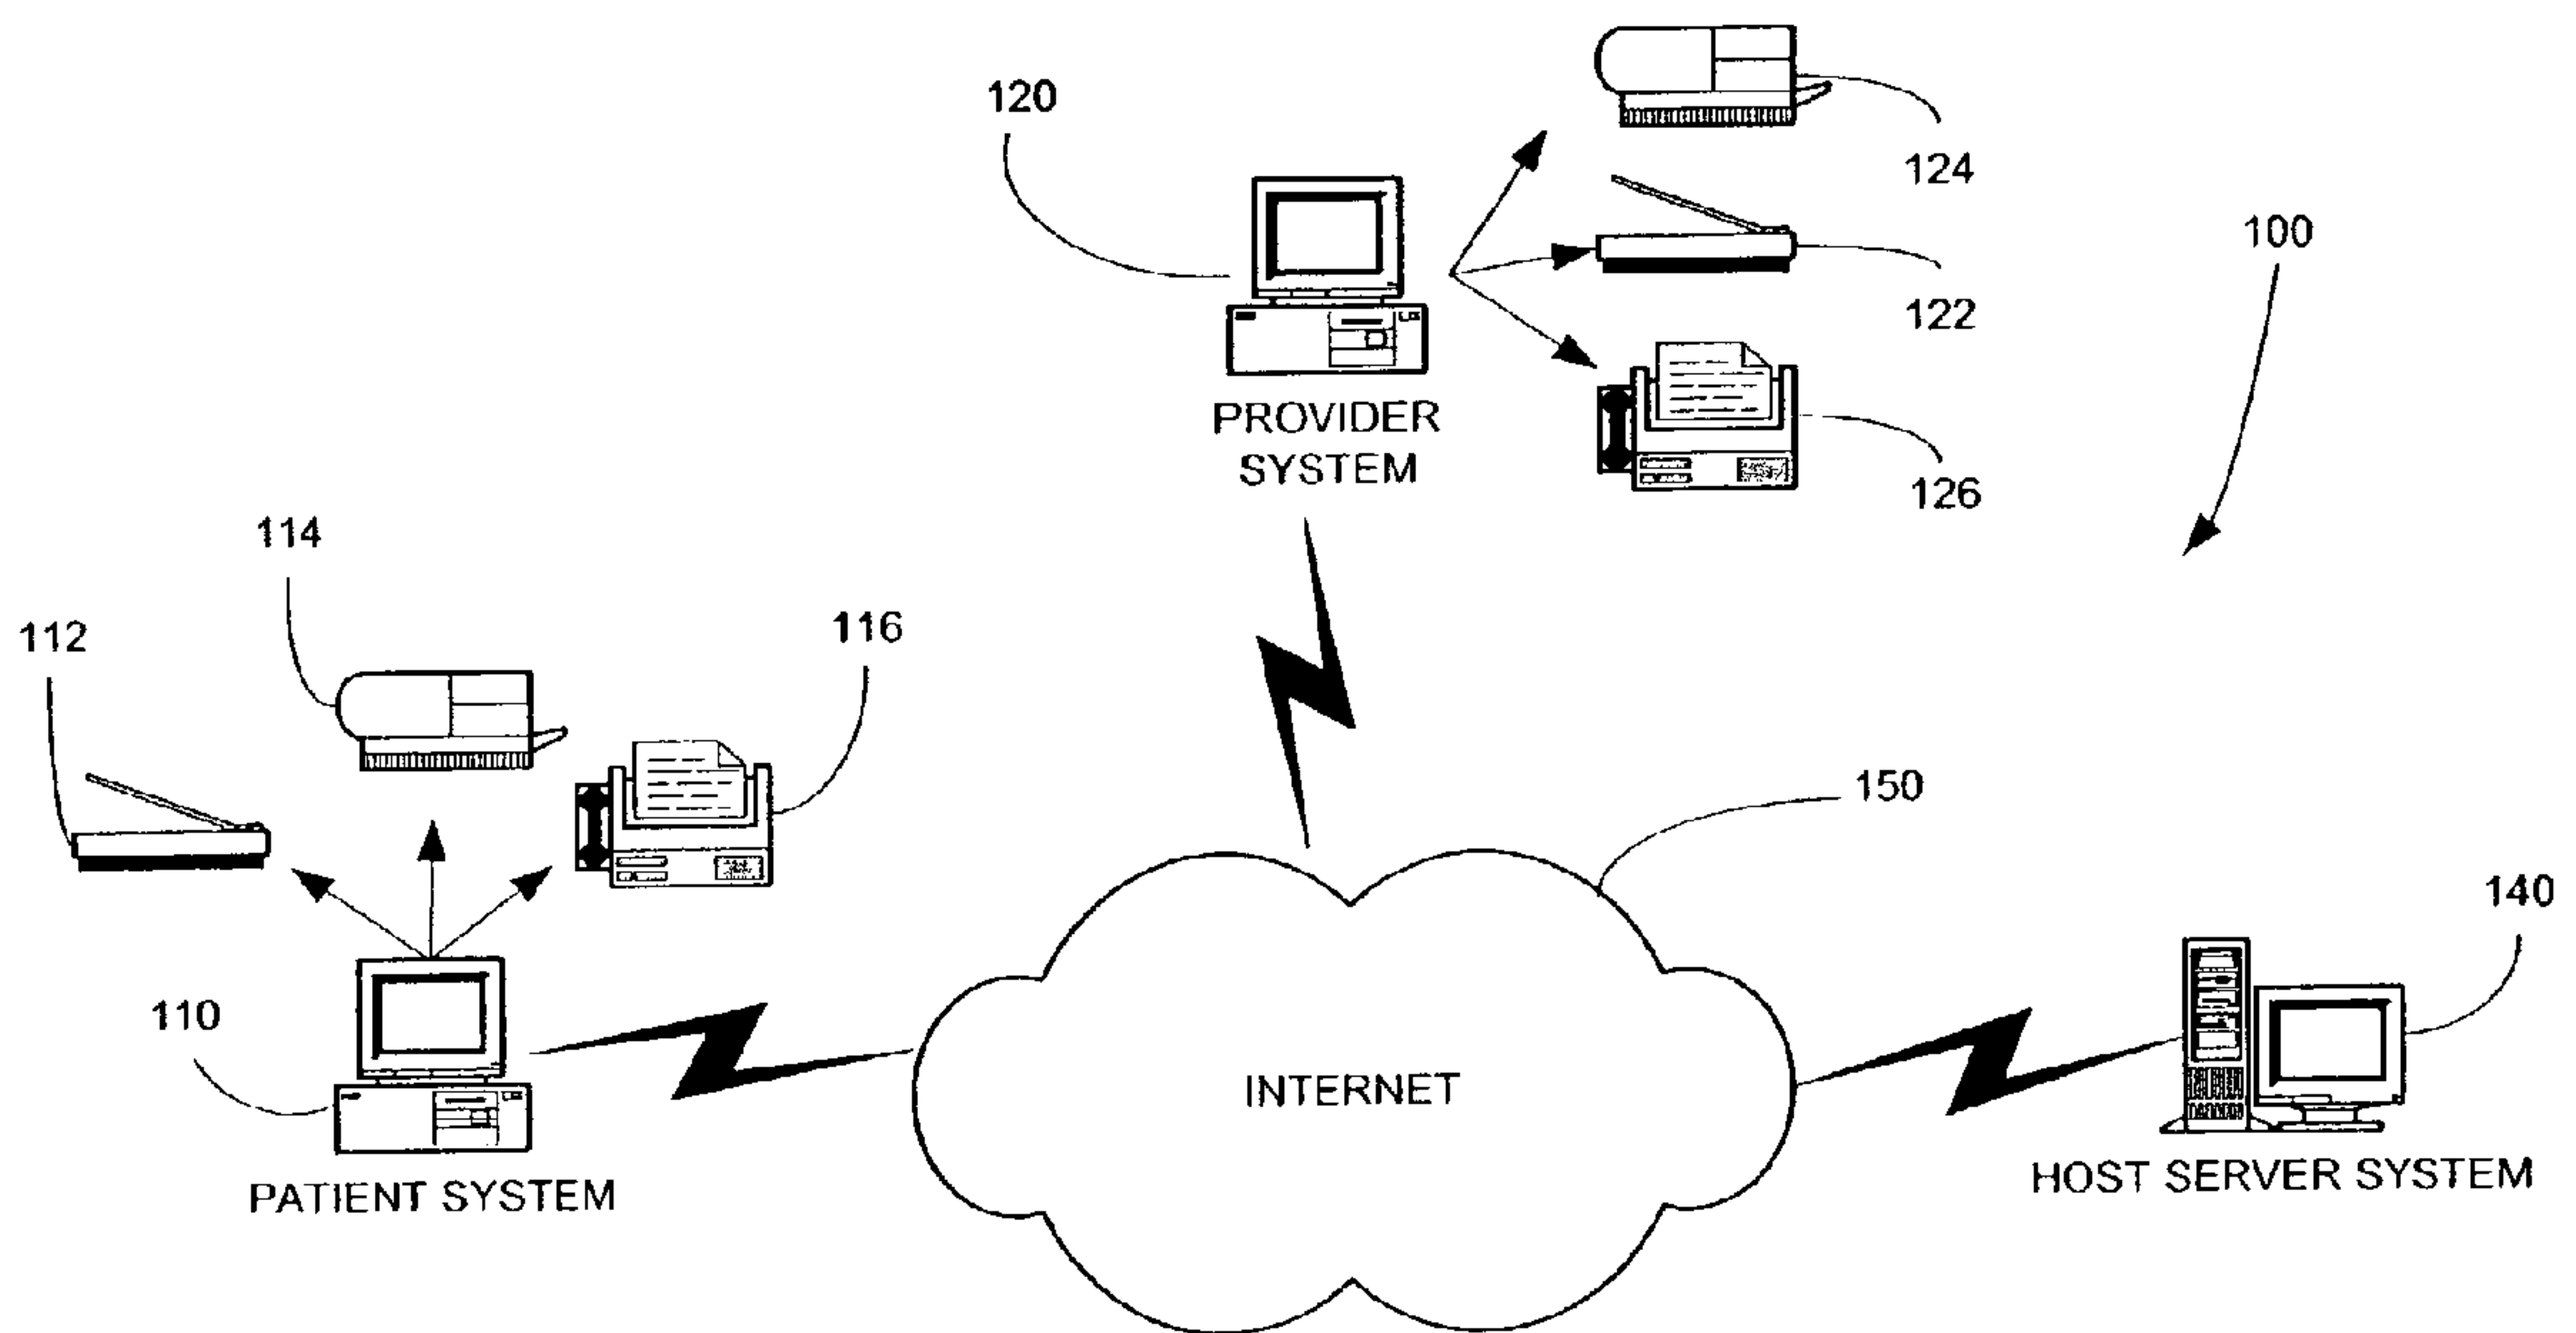 120
124
122
100
126
PROVIDER
SYSTEM
114
112
116
150
140
110
INTERNET
PATIENT SYSTEM
HOST SERVER SYSTEM